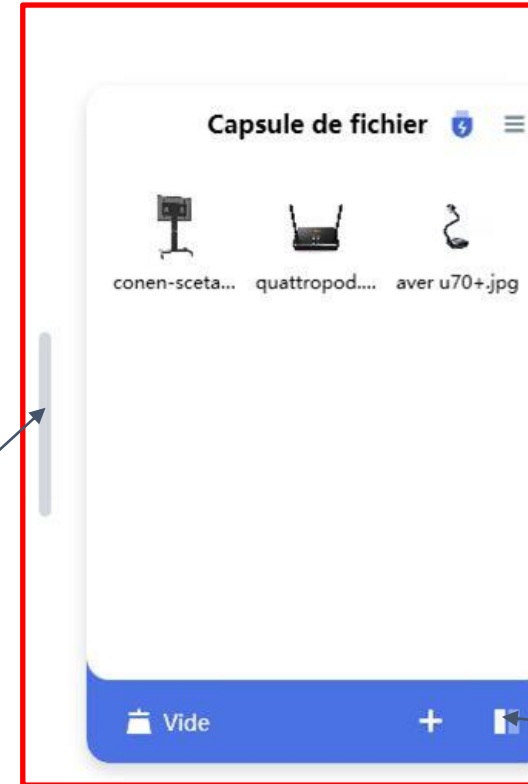 Capsule de fichier
conen-sceta... quattropod.... aver u70+.jpg
Vide